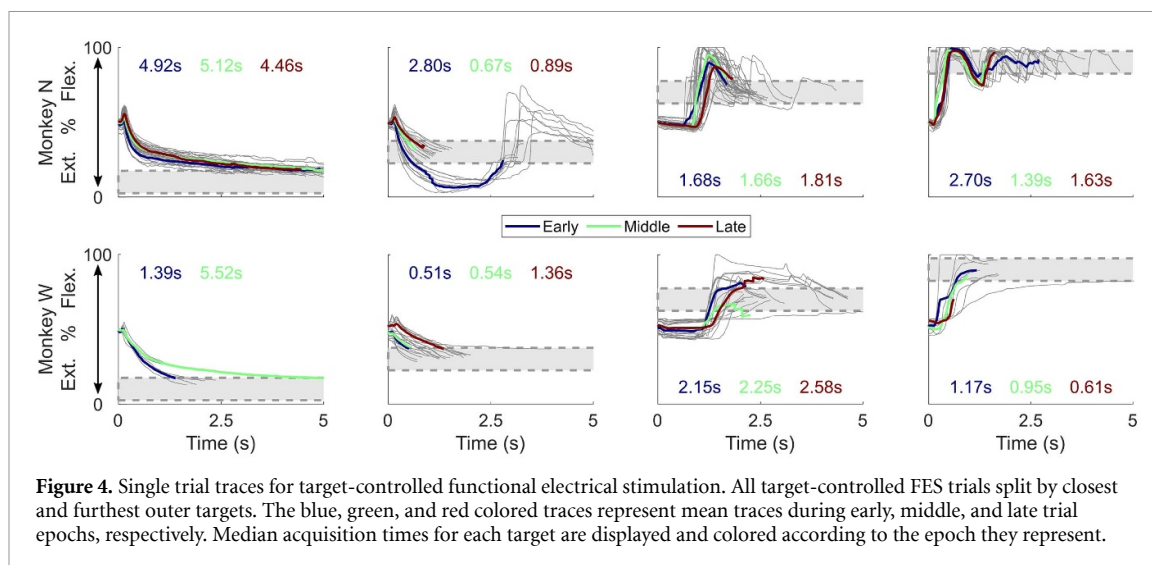 Monkey N
Ext. % Flex.
100
0
4.92s 5.12s 4.46s
2.80s 0.67s 0.89s
1.68s 1.66s 1.81s
2.70s 1.39s 1.63s
Early Middle Late
Monkey W
Ext. % Flex.
100
0
1.39s 5.52s
0.51s 0.54s 1.36s
2.15s 2.25s 2.58s
1.17s 0.95s 0.61s
0 2.5 5 0 2.5 5 0 2.5 5 0 2.5 5
Time (s) Time (s) Time (s) Time (s)
Figure 4. Single trial traces for target-controlled functional electrical stimulation. All target-controlled FES trials split by closest
and furthest outer targets. The blue, green, and red colored traces represent mean traces during early, middle, and late trial
epochs, respectively. Median acquisition times for each target are displayed and colored according to the epoch they represent.